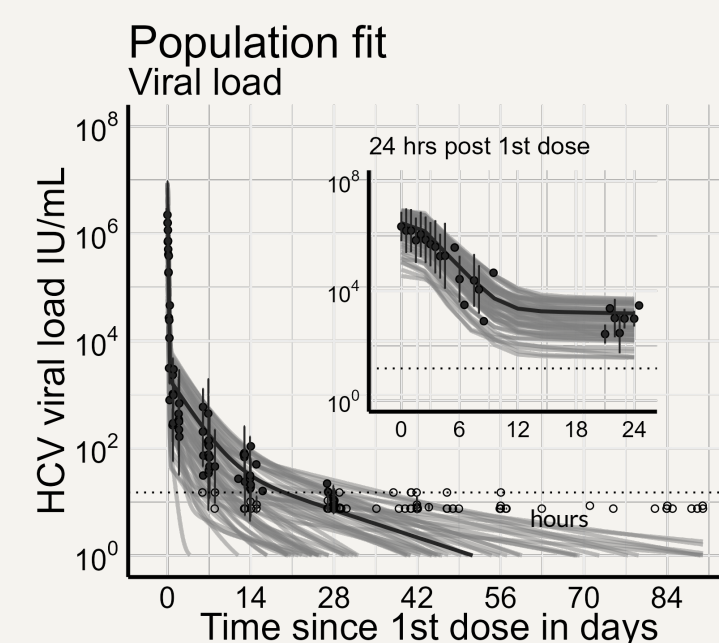 Population fit
Viral load
HCV viral load IU/mL
10^8
10^6
10^4
10^2
10^0
24 hrs post 1st dose
10^8
10^4
10^0
0 6 12 18 24
hours
0 14 28 42 56 70 84
Time since 1st dose in days